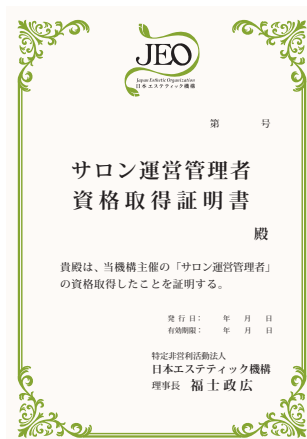 JEO
Japan Esthetic Organization
日本エステティック機構
第　　号
サロン運営管理者
資格取得証明書
殿
貴殿は、当機構主催の「サロン運営管理者」
の資格取得したことを証明する。
発 行 日：　　年　月　日
有効期限：　　年　月　日
特定非営利活動法人
日本エステティック機構
理事長　福士政広